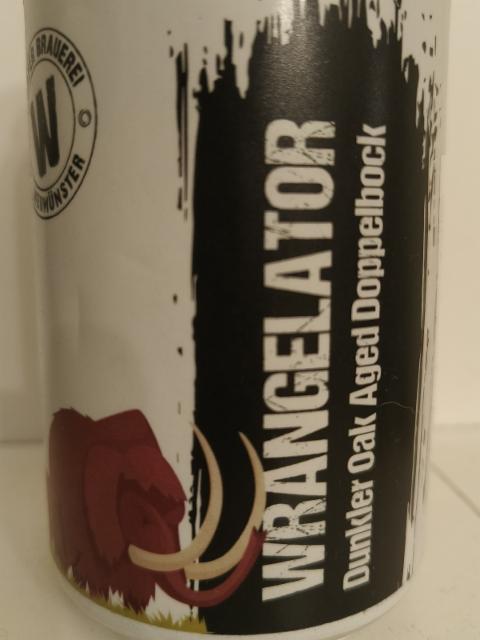 BRAUEREI
W
WRANGELATOR
Dunkler Oak Aged Doppelbock